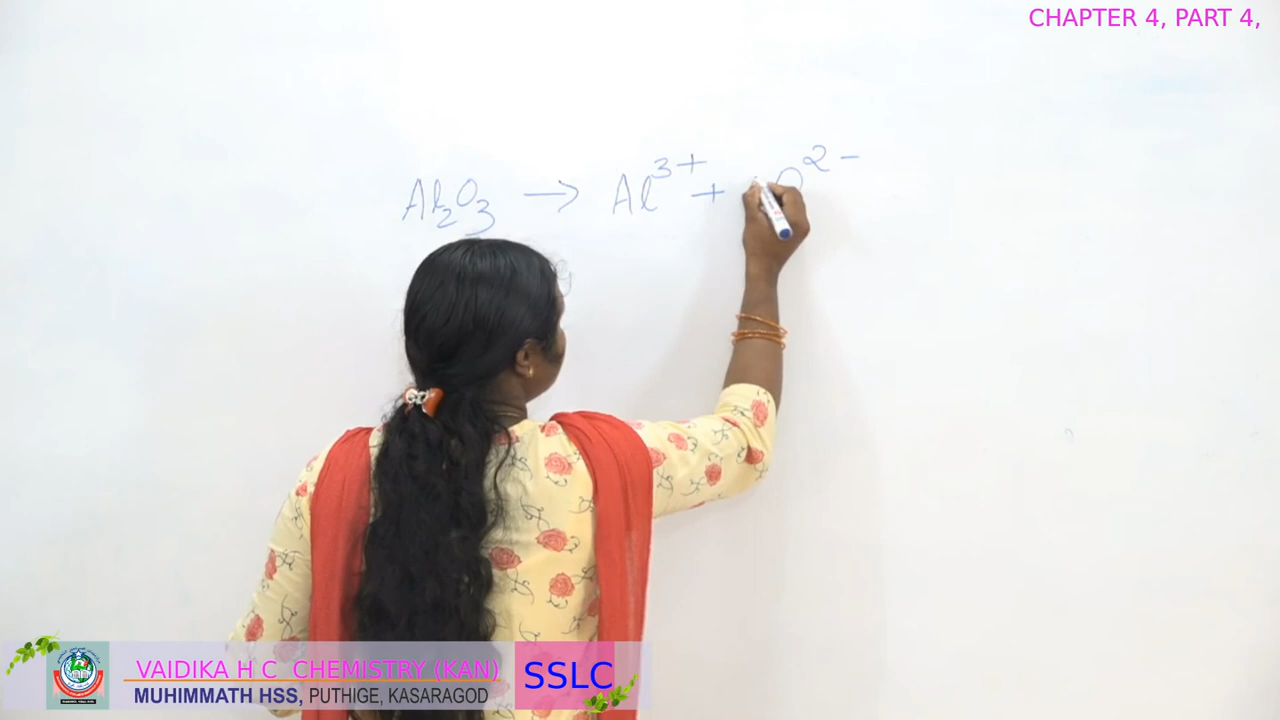 CHAPTER 4, PART 4,
Al₂O₃ → Al³⁺ + O²⁻
VAIDIKA H C CHEMISTRY (KAN)
MUHIMMATH HSS, PUTHIGE, KASARAGOD
SSLC